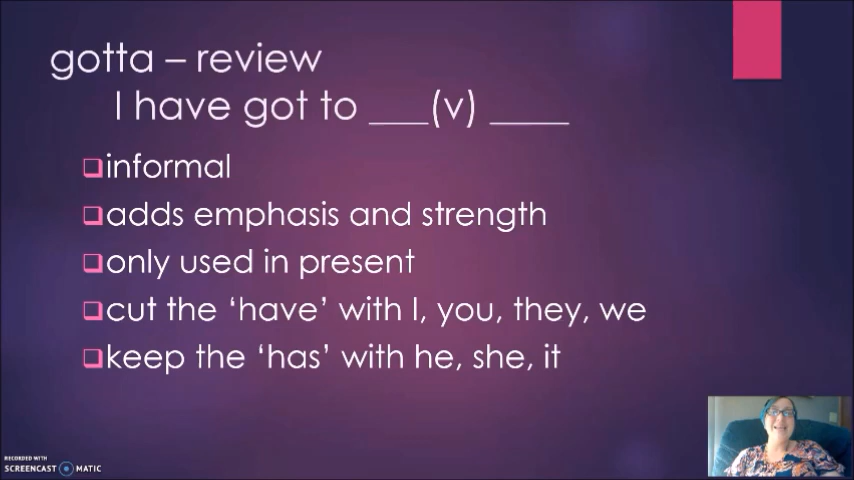 gotta – review
I have got to ___(v) ____
informal
adds emphasis and strength
only used in present
cut the ‘have’ with I, you, they, we
keep the ‘has’ with he, she, it
RECORDED WITH
SCREENCAST MATIC